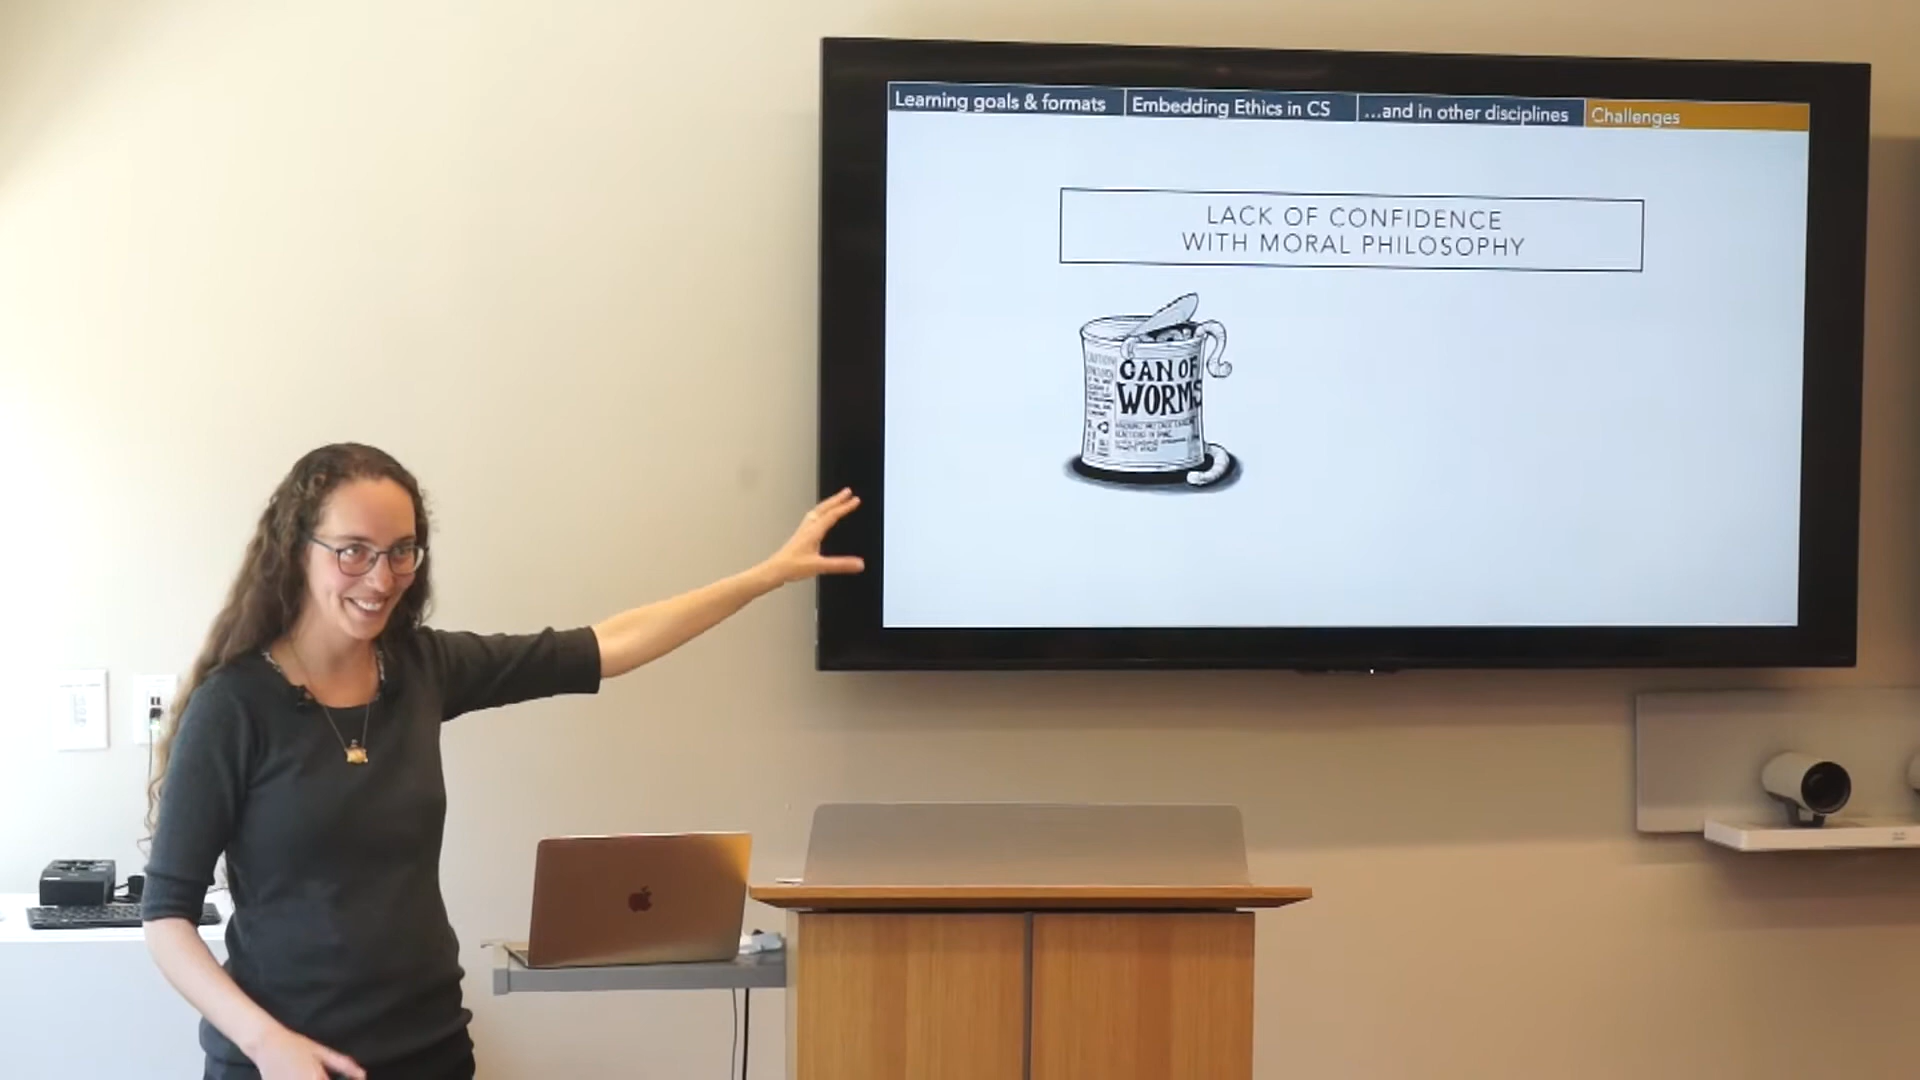 Learning goals & formats
Embedding Ethics in CS
...and in other disciplines
Challenges
LACK OF CONFIDENCE
WITH MORAL PHILOSOPHY
CAN OF
WORMS